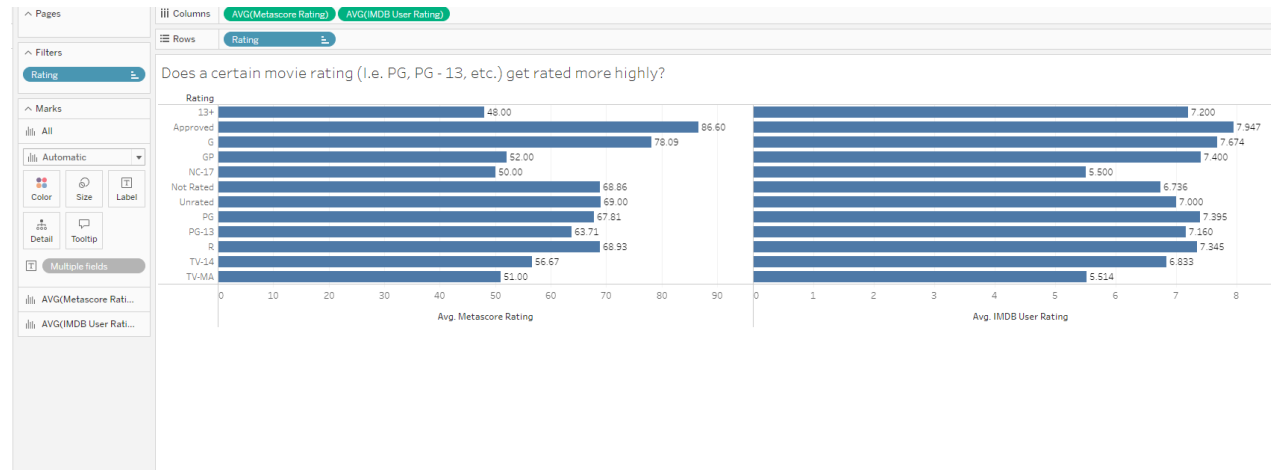 Pages
Columns AVG(Metascore Rating) AVG(IMDB User Rating)
Rows Rating
Filters
Rating
Marks
All
Automatic
Color Size Label
Detail Tooltip
T Multiple fields
AVG(Metascore Rati...
AVG(IMDB User Rati...
Does a certain movie rating (I.e. PG, PG - 13, etc.) get rated more highly?
Rating
13+ 48.00 7.200
Approved 86.60 7.947
G 78.09 7.674
GP 52.00 7.400
NC-17 50.00 5.500
Not Rated 68.86 6.736
Unrated 69.00 7.000
PG 67.81 7.395
PG-13 63.71 7.160
R 68.93 7.345
TV-14 56.67 6.833
TV-MA 51.00 5.514
0 10 20 30 40 50 60 70 80 90 0 1 2 3 4 5 6 7 8
Avg. Metascore Rating Avg. IMDB User Rating